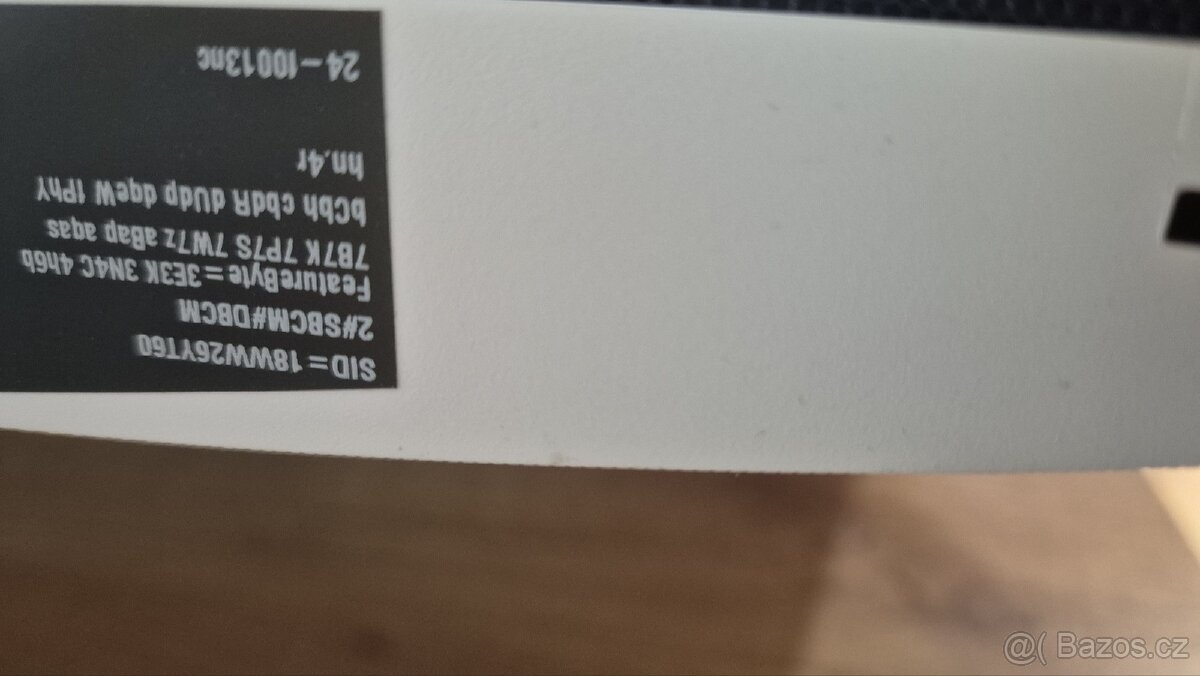 SID=18WW26YT60
2#SBCM#DBCM
FeatureByte=3E3K 3N4C 4h6b
7B7K 7P7S 7W7z aBap aqas
bCbh cbdR dUdp dqeW 1PhY
hn.4r
24-10013nc
@( Bazos.cz